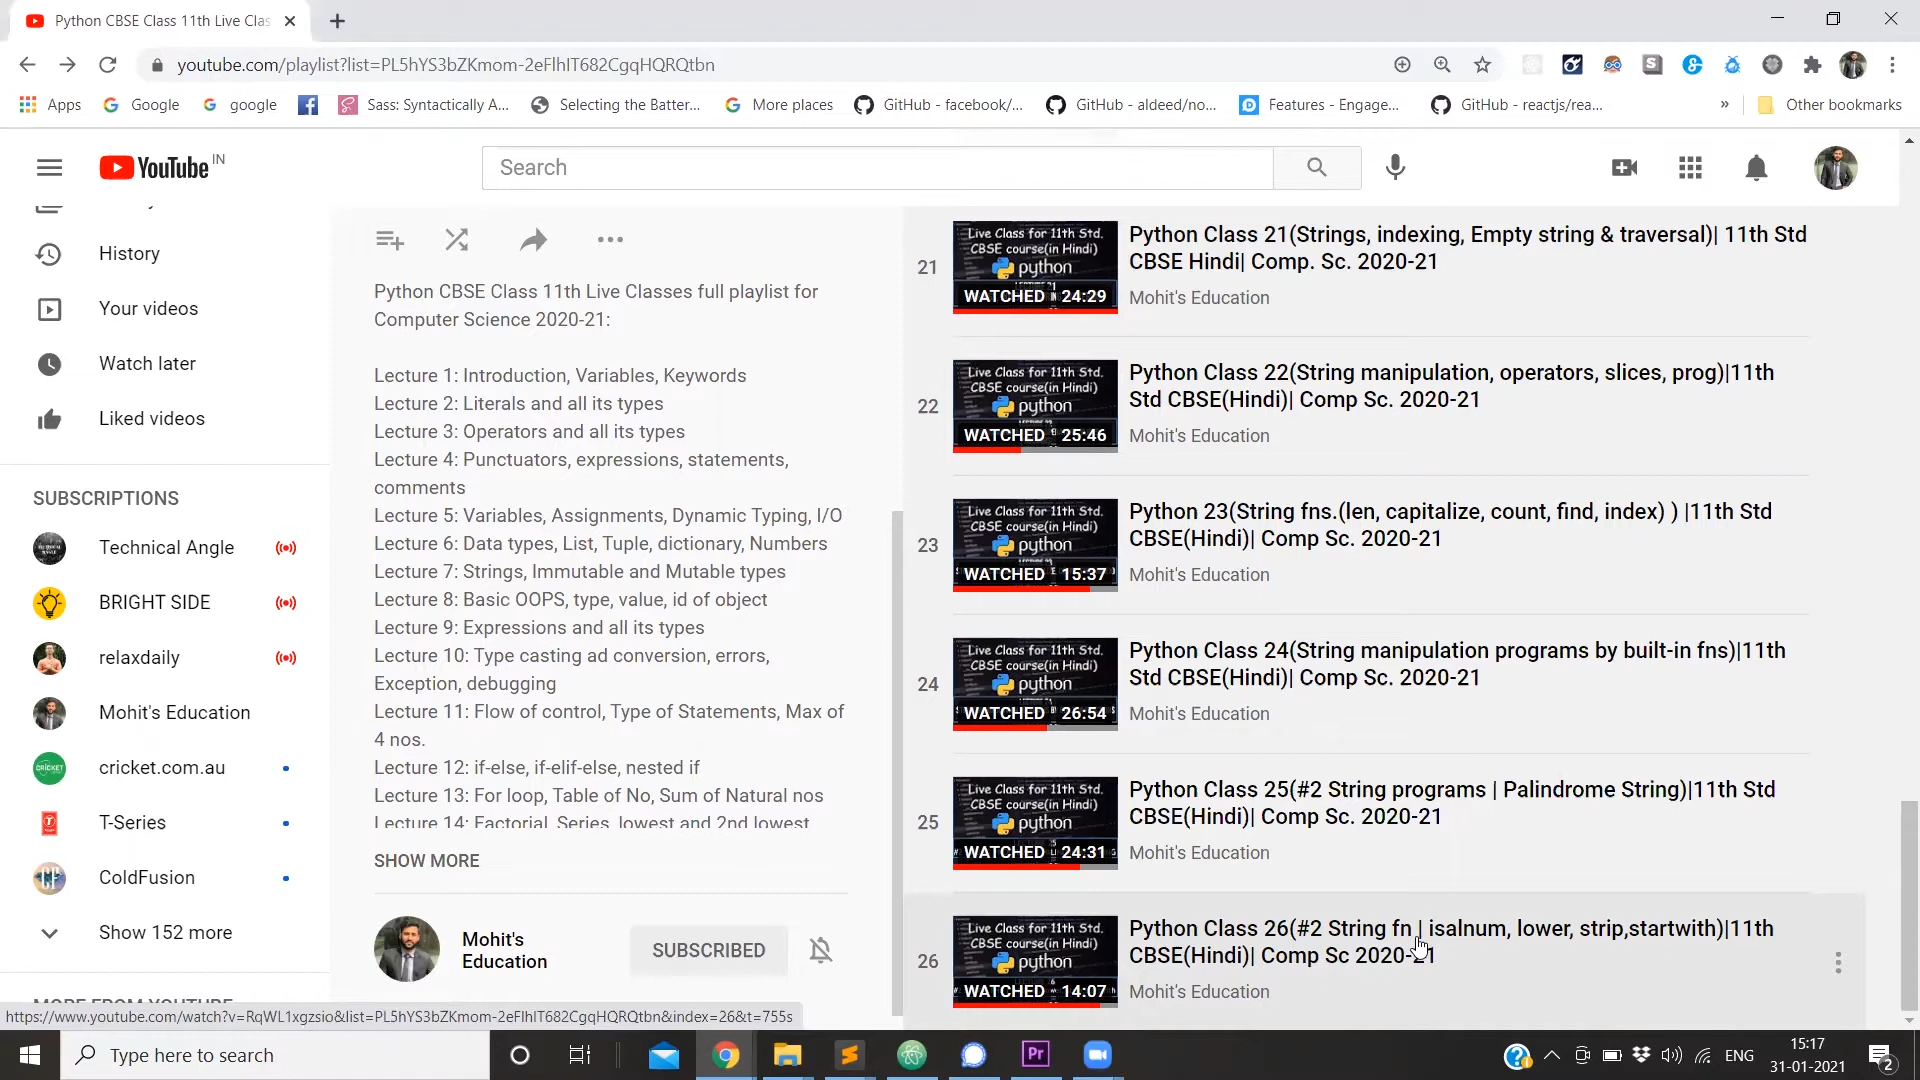 Python CBSE Class 11th Live Clas
youtube.com/playlist?list=PL5hYS3bZKmom-2eFlhIT682CgqHQRQtbn
Apps
Google
google
Sass: Syntactically A...
Selecting the Batter...
More places
GitHub - facebook/...
GitHub - aldeed/no...
Features - Engage...
GitHub - reactjs/rea...
»
Other bookmarks
YouTube IN
Search
History
Your videos
Watch later
Liked videos
SUBSCRIPTIONS
Technical Angle
BRIGHT SIDE
relaxdaily
Mohit's Education
cricket.com.au
T-Series
ColdFusion
Show 152 more
MORE FROM YOUTUBE
Python CBSE Class 11th Live Classes full playlist for
Computer Science 2020-21:
Lecture 1: Introduction, Variables, Keywords
Lecture 2: Literals and all its types
Lecture 3: Operators and all its types
Lecture 4: Punctuators, expressions, statements,
comments
Lecture 5: Variables, Assignments, Dynamic Typing, I/O
Lecture 6: Data types, List, Tuple, dictionary, Numbers
Lecture 7: Strings, Immutable and Mutable types
Lecture 8: Basic OOPS, type, value, id of object
Lecture 9: Expressions and all its types
Lecture 10: Type casting ad conversion, errors,
Exception, debugging
Lecture 11: Flow of control, Type of Statements, Max of
4 nos.
Lecture 12: if-else, if-elif-else, nested if
Lecture 13: For loop, Table of No, Sum of Natural nos
Lecture 14: Factorial, Series, lowest and 2nd lowest
SHOW MORE
Mohit's
Education
SUBSCRIBED
21
Live Class for 11th Std.
CBSE course(in Hindi)
python
WATCHED 24:29
Python Class 21(Strings, indexing, Empty string & traversal)| 11th Std
CBSE Hindi| Comp. Sc. 2020-21
Mohit's Education
22
Live Class for 11th Std.
CBSE course(in Hindi)
python
WATCHED 25:46
Python Class 22(String manipulation, operators, slices, prog)|11th
Std CBSE(Hindi)| Comp Sc. 2020-21
Mohit's Education
23
Live Class for 11th Std.
CBSE course(in Hindi)
python
WATCHED 15:37
Python 23(String fns.(len, capitalize, count, find, index) ) |11th Std
CBSE(Hindi)| Comp Sc. 2020-21
Mohit's Education
24
Live Class for 11th Std.
CBSE course(in Hindi)
python
WATCHED 26:54
Python Class 24(String manipulation programs by built-in fns)|11th
Std CBSE(Hindi)| Comp Sc. 2020-21
Mohit's Education
25
Live Class for 11th Std.
CBSE course(in Hindi)
python
WATCHED 24:31
Python Class 25(#2 String programs | Palindrome String)|11th Std
CBSE(Hindi)| Comp Sc. 2020-21
Mohit's Education
26
Live Class for 11th Std.
CBSE course(in Hindi)
python
WATCHED 14:07
Python Class 26(#2 String fn | isalnum, lower, strip,startwith)|11th
CBSE(Hindi)| Comp Sc 2020-21
Mohit's Education
https://www.youtube.com/watch?v=RqWL1xgzsio&list=PL5hYS3bZKmom-2eFlhIT682CgqHQRQtbn&index=26&t=755s
Type here to search
Pr
ENG
15:17
31-01-2021
2